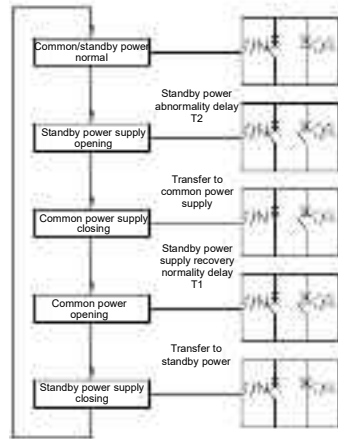 Common/standby power
normal
Standby power
abnormality delay
T2
Standby power supply
opening
Transfer to
common power
supply
Common power supply
closing
Standby power
supply recovery
normality delay
T1
Common power
opening
Transfer to
standby power
Standby power supply
closing